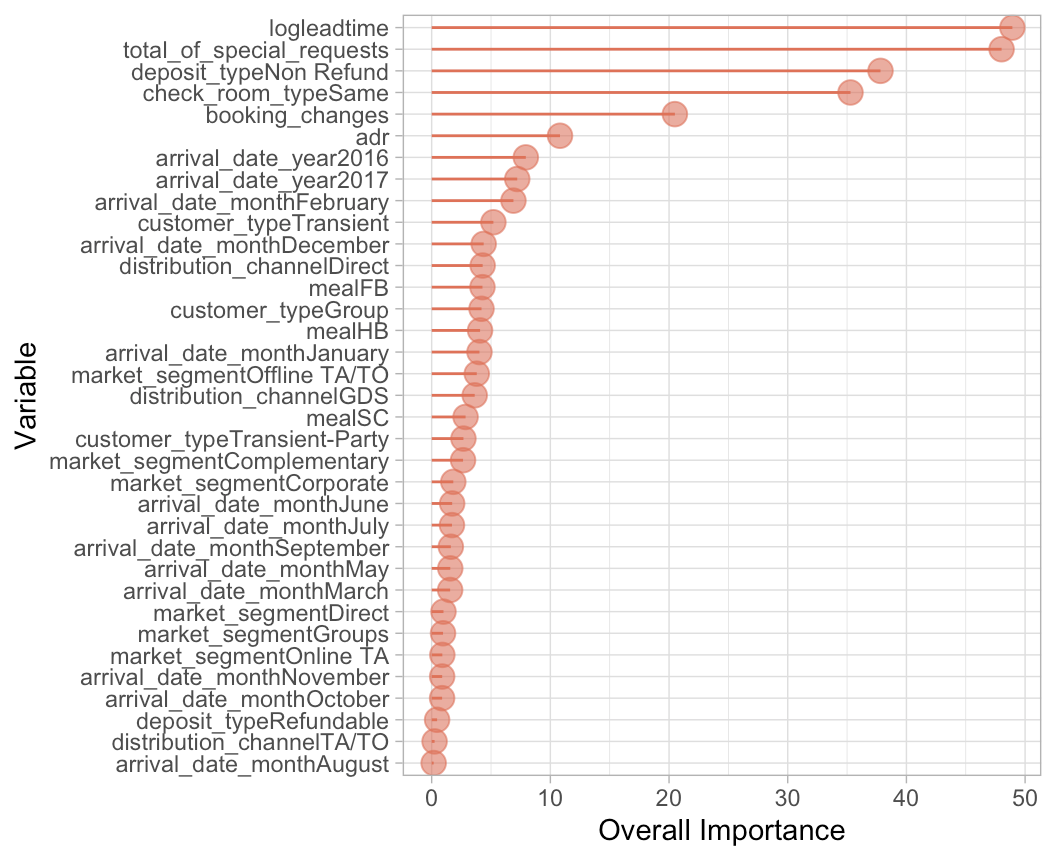 logleadtime
total_of_special_requests
deposit_typeNon Refund
check_room_typeSame
booking_changes
adr
arrival_date_year2016
arrival_date_year2017
arrival_date_monthFebruary
customer_typeTransient
arrival_date_monthDecember
distribution_channelDirect
mealFB
customer_typeGroup
mealHB
arrival_date_monthJanuary
market_segmentOffline TA/TO
distribution_channelGDS
mealSC
customer_typeTransient-Party
market_segmentComplementary
market_segmentCorporate
arrival_date_monthJune
arrival_date_monthJuly
arrival_date_monthSeptember
arrival_date_monthMay
arrival_date_monthMarch
market_segmentDirect
market_segmentGroups
market_segmentOnline TA
arrival_date_monthNovember
arrival_date_monthOctober
deposit_typeRefundable
distribution_channelTA/TO
arrival_date_monthAugust
Variable
0 10 20 30 40 50
Overall Importance